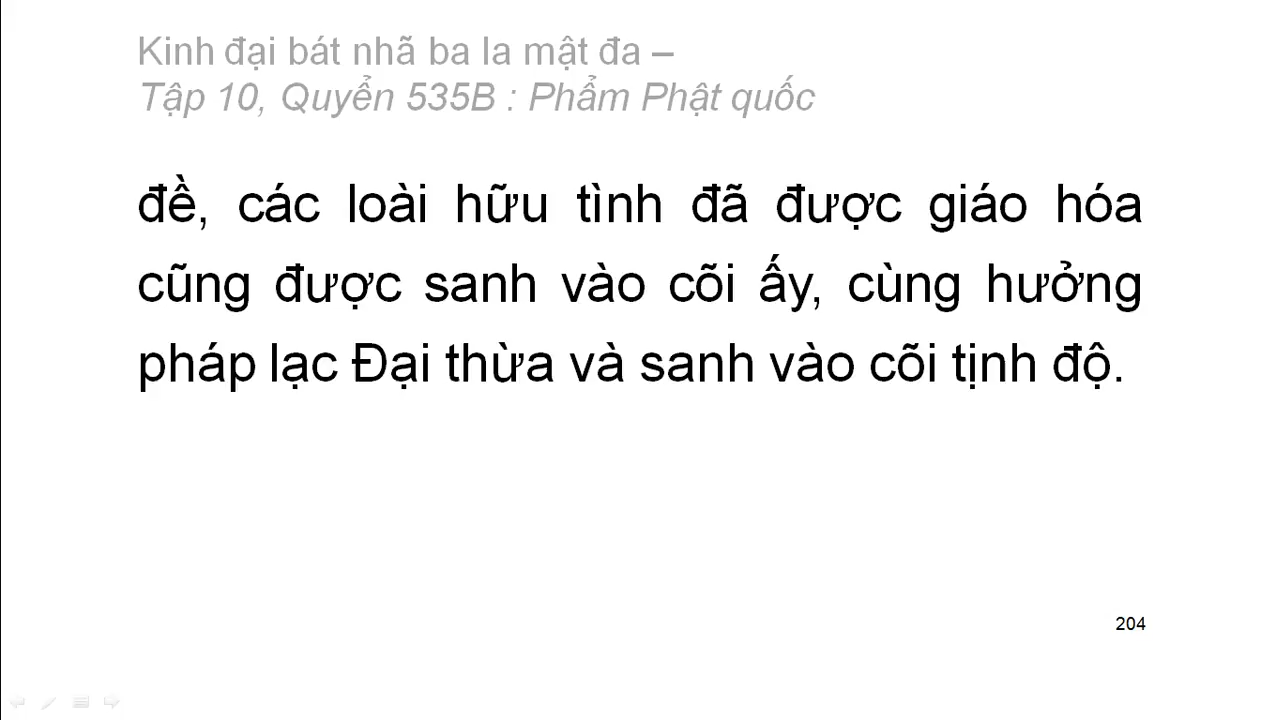 Kinh đại bát nhã ba la mật đa –
Tập 10, Quyển 535B : Phẩm Phật quốc
đề, các loài hữu tình đã được giáo hóa
cũng được sanh vào cõi ấy, cùng hưởng
pháp lạc Đại thừa và sanh vào cõi tịnh độ.
204